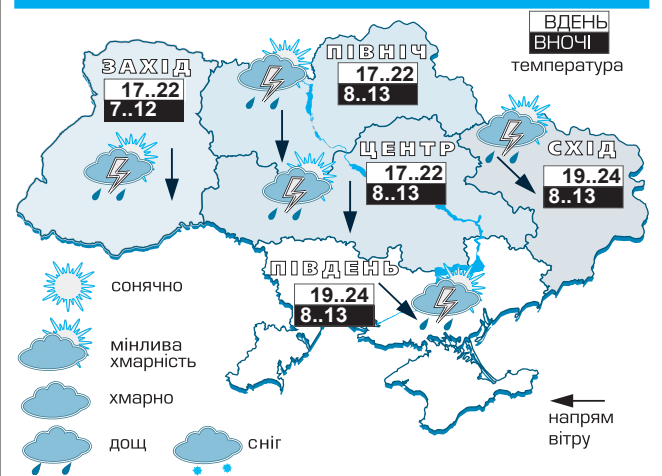 ВДЕНЬ
ВНОЧІ
температура
ЗАХІД
17..22
7..12
ПІВНІЧ
17..22
8..13
ЦЕНТР
17..22
8..13
СХІД
19..24
8..13
ПІВДЕНЬ
19..24
8..13
сонячно
мінлива
хмарність
хмарно
дощ
сніг
напрям
вітру